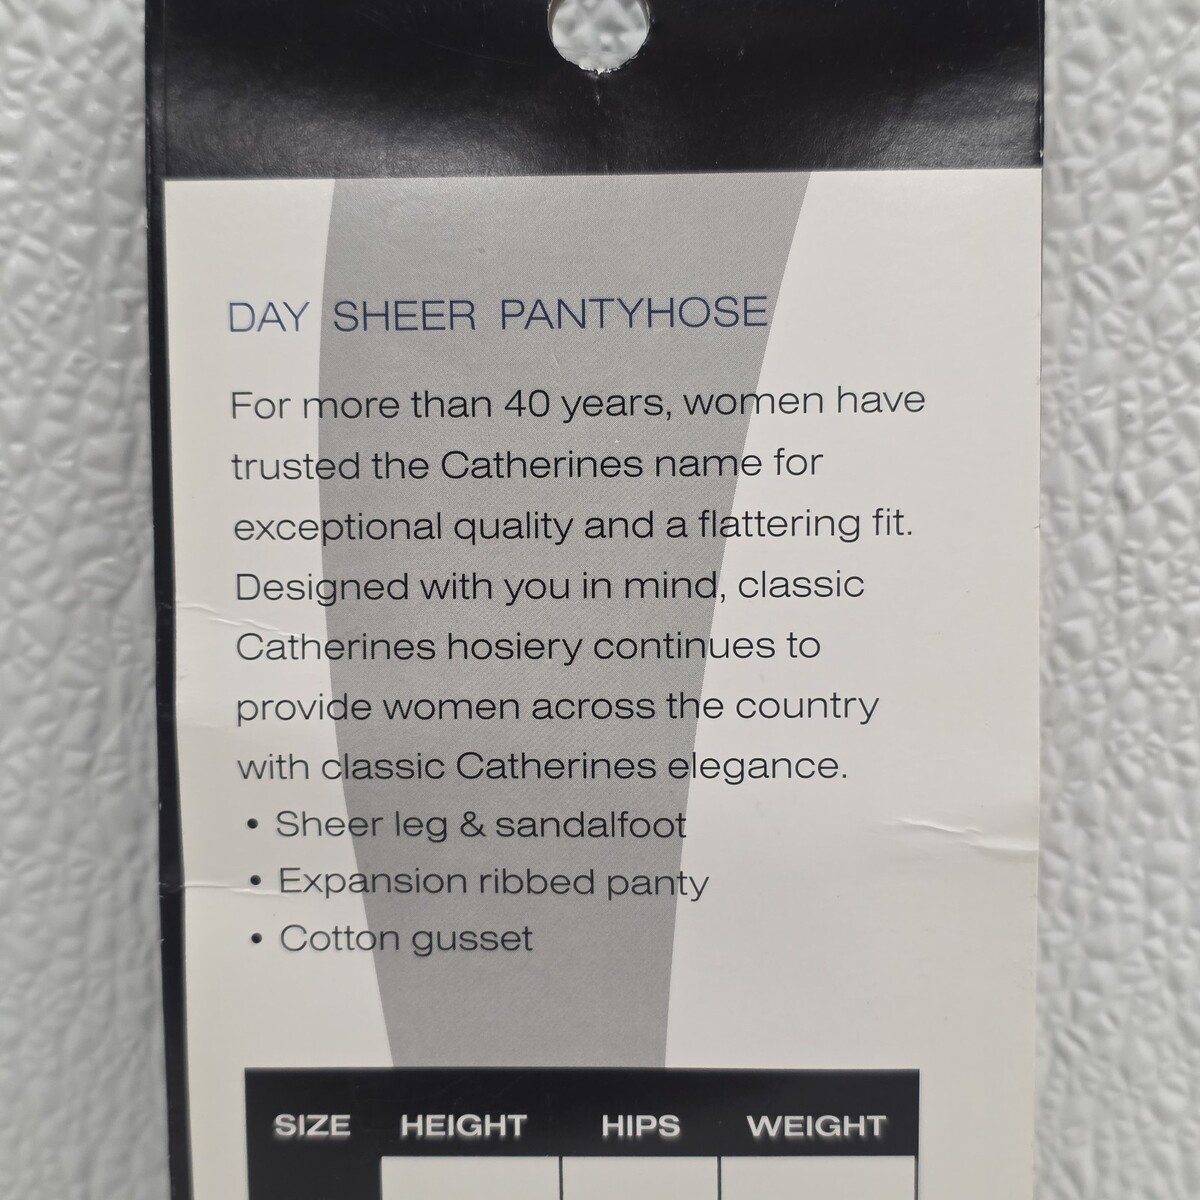 DAY SHEER PANTYHOSE
For more than 40 years, women have
trusted the Catherines name for
exceptional quality and a flattering fit.
Designed with you in mind, classic
Catherines hosiery continues to
provide women across the country
with classic Catherines elegance.
• Sheer leg & sandalfoot
• Expansion ribbed panty
• Cotton gusset
SIZE HEIGHT HIPS WEIGHT